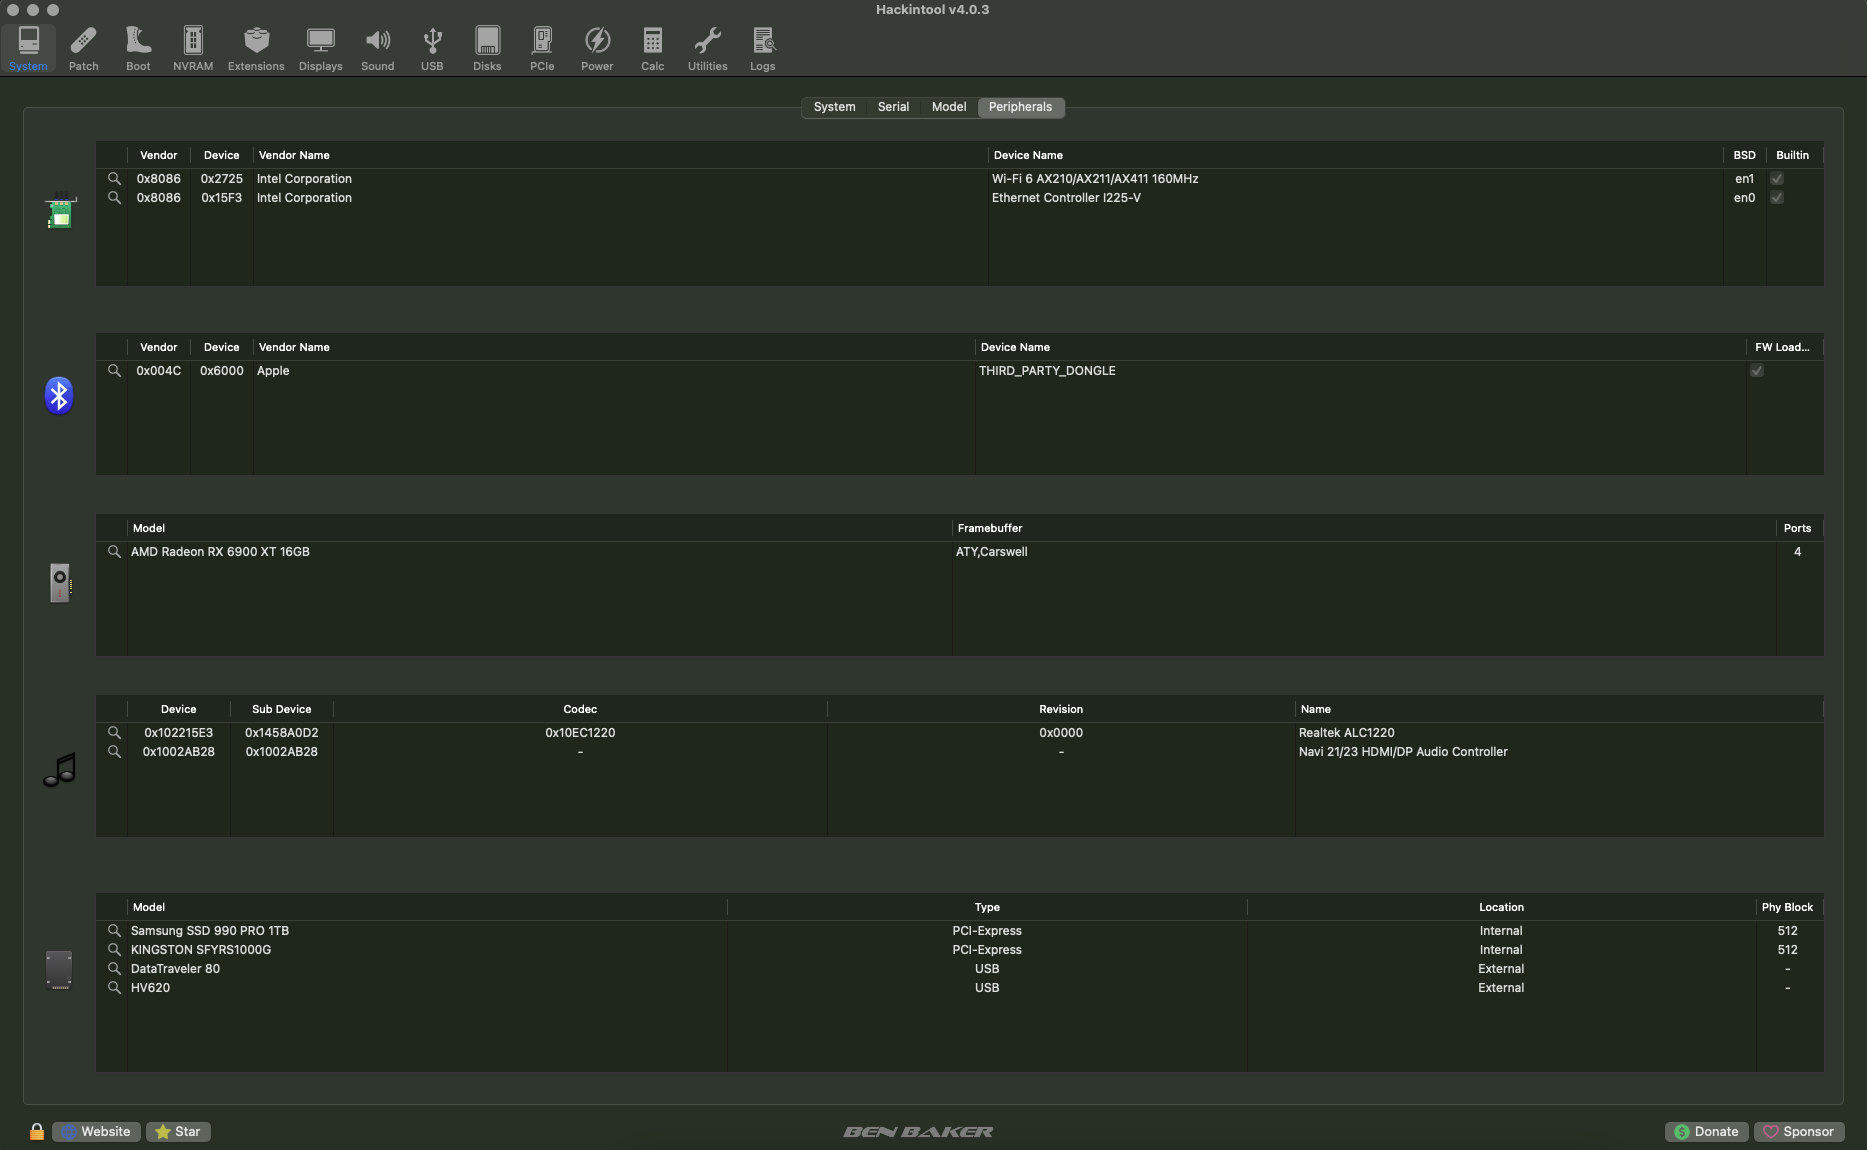 Hackintool v4.0.3
System Patch Boot NVRAM Extensions Displays Sound USB Disks PCIe Power Calc Utilities Logs
System Serial Model Peripherals
Vendor Device Vendor Name Device Name BSD Builtin
0x8086 0x2725 Intel Corporation Wi-Fi 6 AX210/AX211/AX411 160MHz en1
0x8086 0x15F3 Intel Corporation Ethernet Controller I225-V en0
Vendor Device Vendor Name Device Name FW Load...
0x004C 0x6000 Apple THIRD_PARTY_DONGLE
Model Framebuffer Ports
AMD Radeon RX 6900 XT 16GB ATY,Carswell 4
Device Sub Device Codec Revision Name
0x102215E3 0x1458A0D2 0x10EC1220 0x0000 Realtek ALC1220
0x1002AB28 0x1002AB28 - - Navi 21/23 HDMI/DP Audio Controller
Model Type Location Phy Block
Samsung SSD 990 PRO 1TB PCI-Express Internal 512
KINGSTON SFYRS1000G PCI-Express Internal 512
DataTraveler 80 USB External -
HV620 USB External -
Website Star BEN BAKER Donate Sponsor